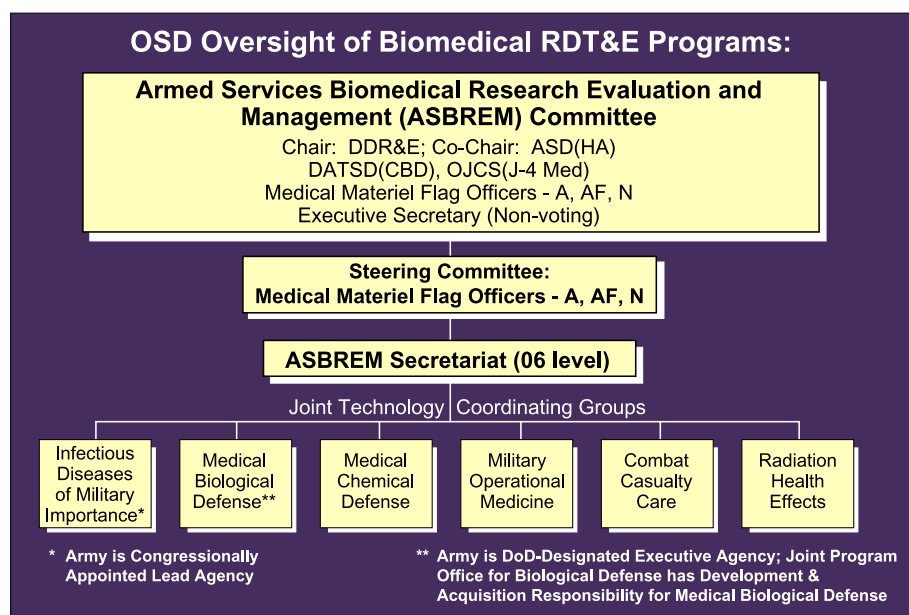 OSD Oversight of Biomedical RDT&E Programs:
Armed Services Biomedical Research Evaluation and
Management (ASBREM) Committee
Chair: DDR&E; Co-Chair: ASD(HA)
DATSD(CBD), OJCS(J-4 Med)
Medical Materiel Flag Officers - A, AF, N
Executive Secretary (Non-voting)
Steering Committee:
Medical Materiel Flag Officers - A, AF, N
ASBREM Secretariat (06 level)
Joint Technology Coordinating Groups
Infectious
Diseases
of Military
Importance*
Medical
Biological
Defense**
Medical
Chemical
Defense
Military
Operational
Medicine
Combat
Casualty
Care
Radiation
Health
Effects
* Army is Congressionally
Appointed Lead Agency
** Army is DoD-Designated Executive Agency; Joint Program
Office for Biological Defense has Development &
Acquisition Responsibility for Medical Biological Defense